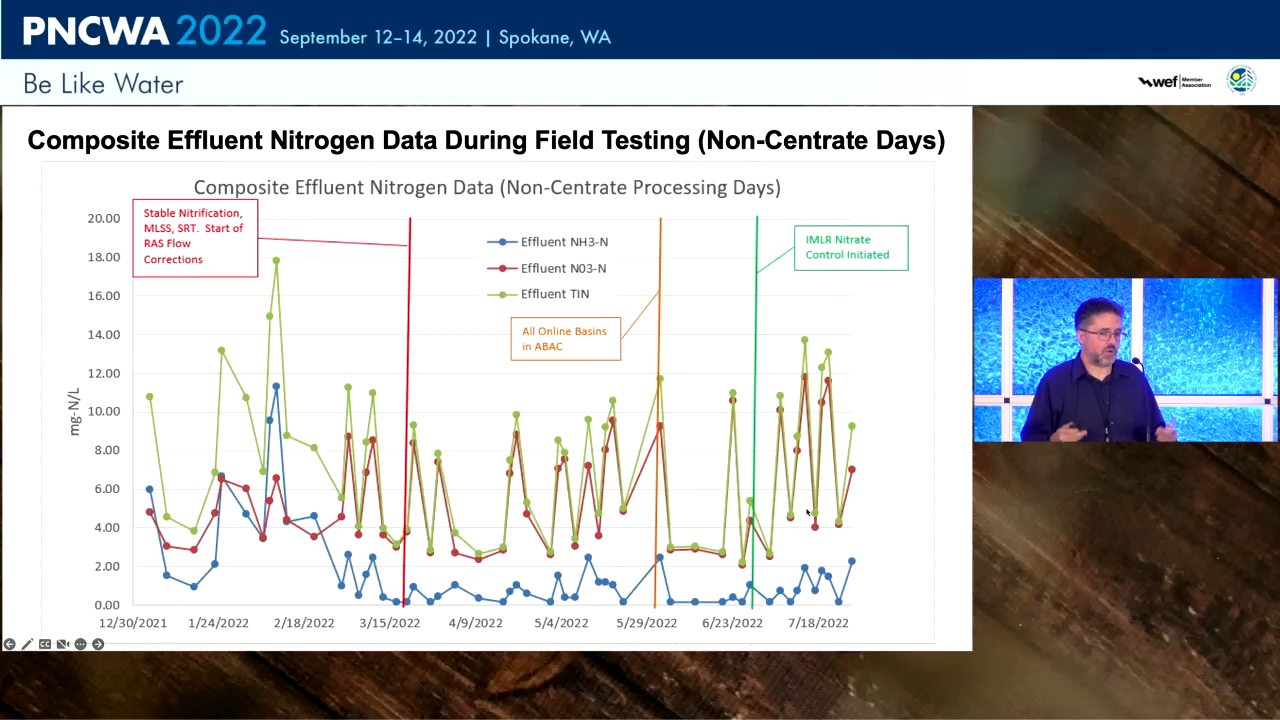 PNCWA 2022 September 12–14, 2022 | Spokane, WA
Be Like Water
wef Member Association
Composite Effluent Nitrogen Data During Field Testing (Non-Centrate Days)
Composite Effluent Nitrogen Data (Non-Centrate Processing Days)
Stable Nitrification,
MLSS, SRT. Start of
RAS Flow
Corrections
Effluent NH3-N
Effluent N03-N
Effluent TIN
All Online Basins
in ABAC
IMLR Nitrate
Control Initiated
mg-N/L
20.00
18.00
16.00
14.00
12.00
10.00
8.00
6.00
4.00
2.00
0.00
12/30/2021 1/24/2022 2/18/2022 3/15/2022 4/9/2022 5/4/2022 5/29/2022 6/23/2022 7/18/2022